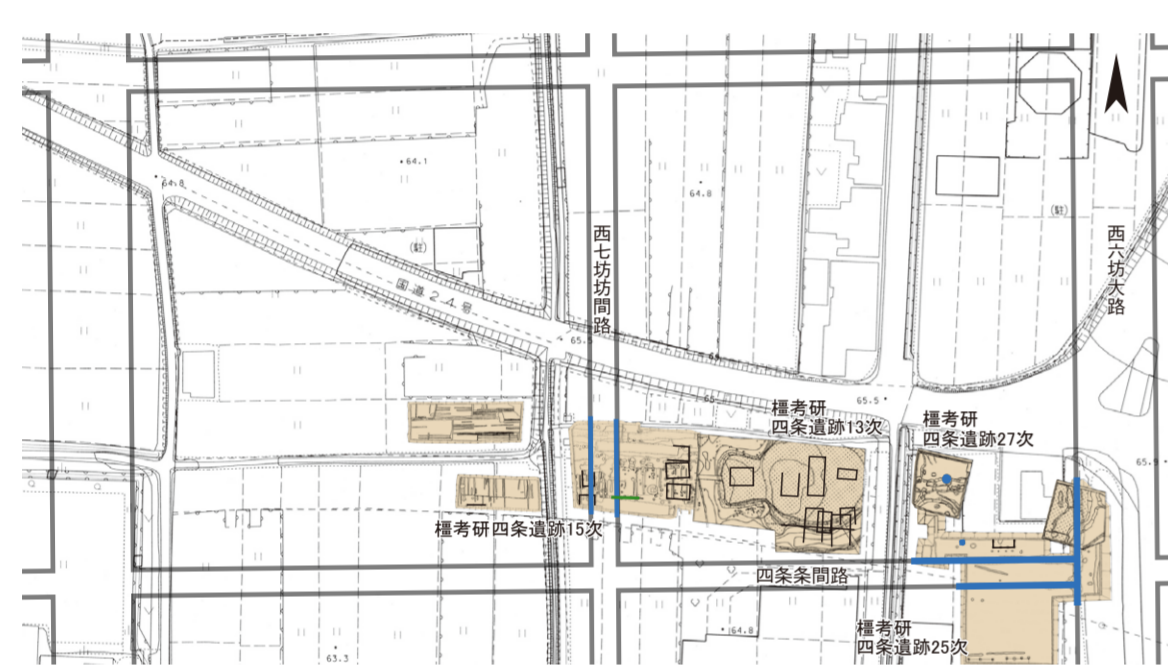 64.1
64.8
64.8
(駐)
(駐)
西七坊坊間路
西六坊大路
国道24号
65.5
65
65
65.5
橿考研
四条遺跡13次
橿考研
四条遺跡27次
65.9
橿考研四条遺跡15次
四条条間路
橿考研
四条遺跡25次
64.8
63.3